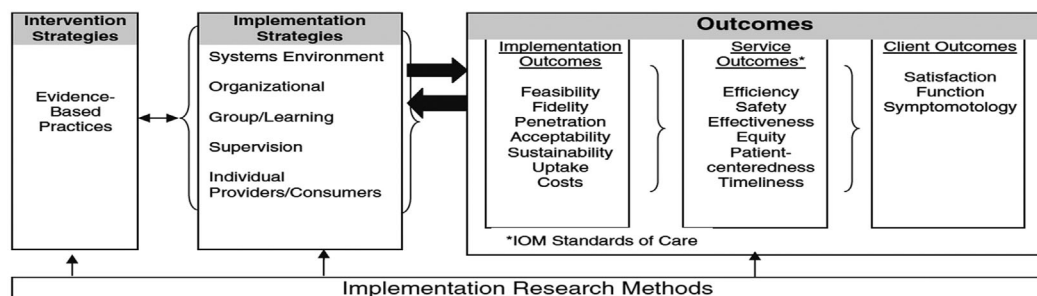 Intervention
Strategies
Evidence-
Based
Practices
Implementation
Strategies
Systems Environment
Organizational
Group/Learning
Supervision
Individual
Providers/Consumers
Outcomes
Implementation
Outcomes
Feasibility
Fidelity
Penetration
Acceptability
Sustainability
Uptake
Costs
Service
Outcomes*
Efficiency
Safety
Effectiveness
Equity
Patient-
centeredness
Timeliness
Client Outcomes
Satisfaction
Function
Symptomotology
*IOM Standards of Care
Implementation Research Methods